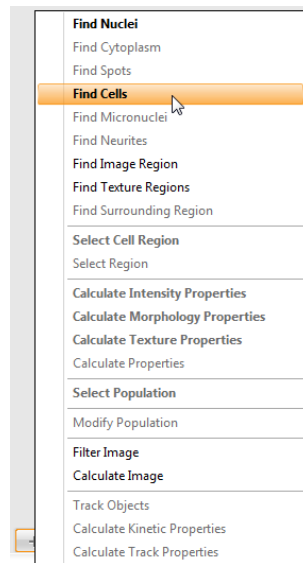 Find Nuclei
Find Cytoplasm
Find Spots
Find Cells
Find Micronuclei
Find Neurites
Find Image Region
Find Texture Regions
Find Surrounding Region
Select Cell Region
Select Region
Calculate Intensity Properties
Calculate Morphology Properties
Calculate Texture Properties
Calculate Properties
Select Population
Modify Population
Filter Image
Calculate Image
Track Objects
Calculate Kinetic Properties
Calculate Track Properties